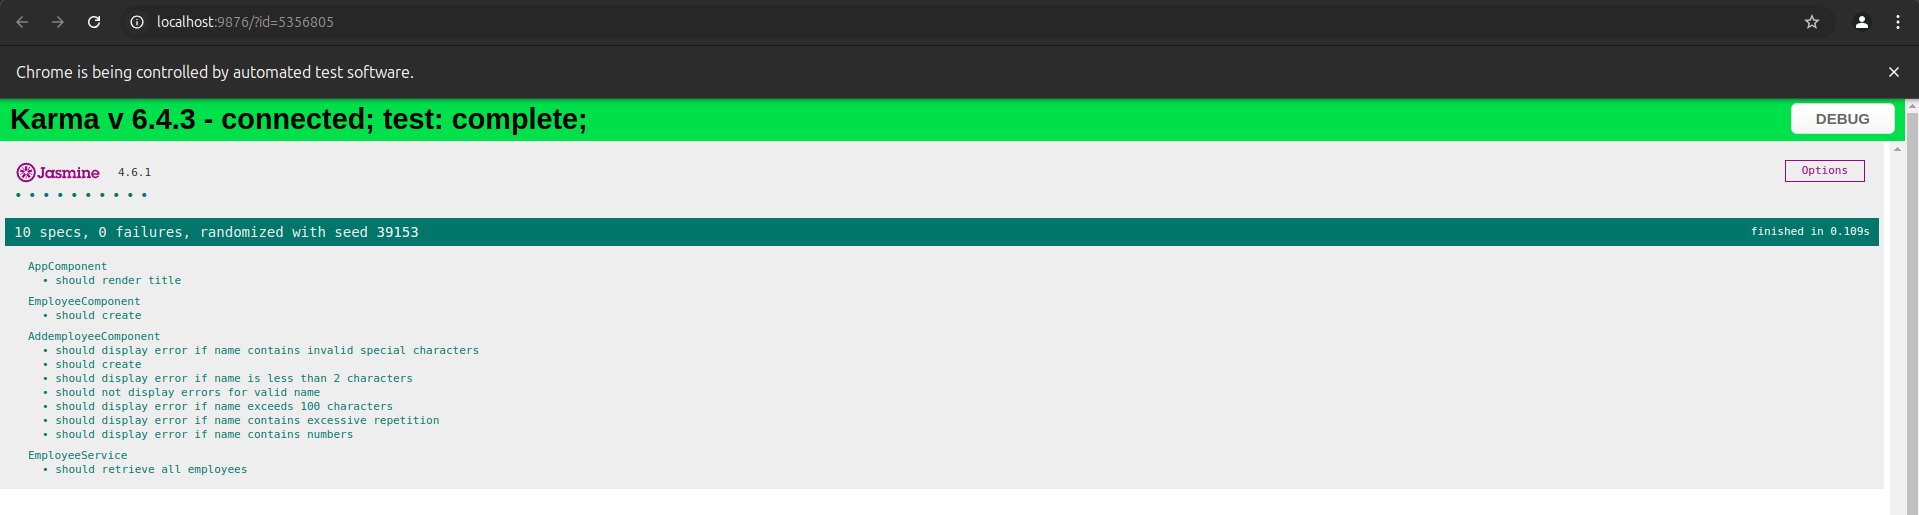 localhost:9876/?id=5356805
Chrome is being controlled by automated test software.
Karma v 6.4.3 - connected; test: complete;
DEBUG
Jasmine 4.6.1
Options
• • • • • • • • • •
10 specs, 0 failures, randomized with seed 39153
finished in 0.109s
AppComponent
• should render title
EmployeeComponent
• should create
AddemployeeComponent
• should display error if name contains invalid special characters
• should create
• should display error if name is less than 2 characters
• should not display errors for valid name
• should display error if name exceeds 100 characters
• should display error if name contains excessive repetition
• should display error if name contains numbers
EmployeeService
• should retrieve all employees